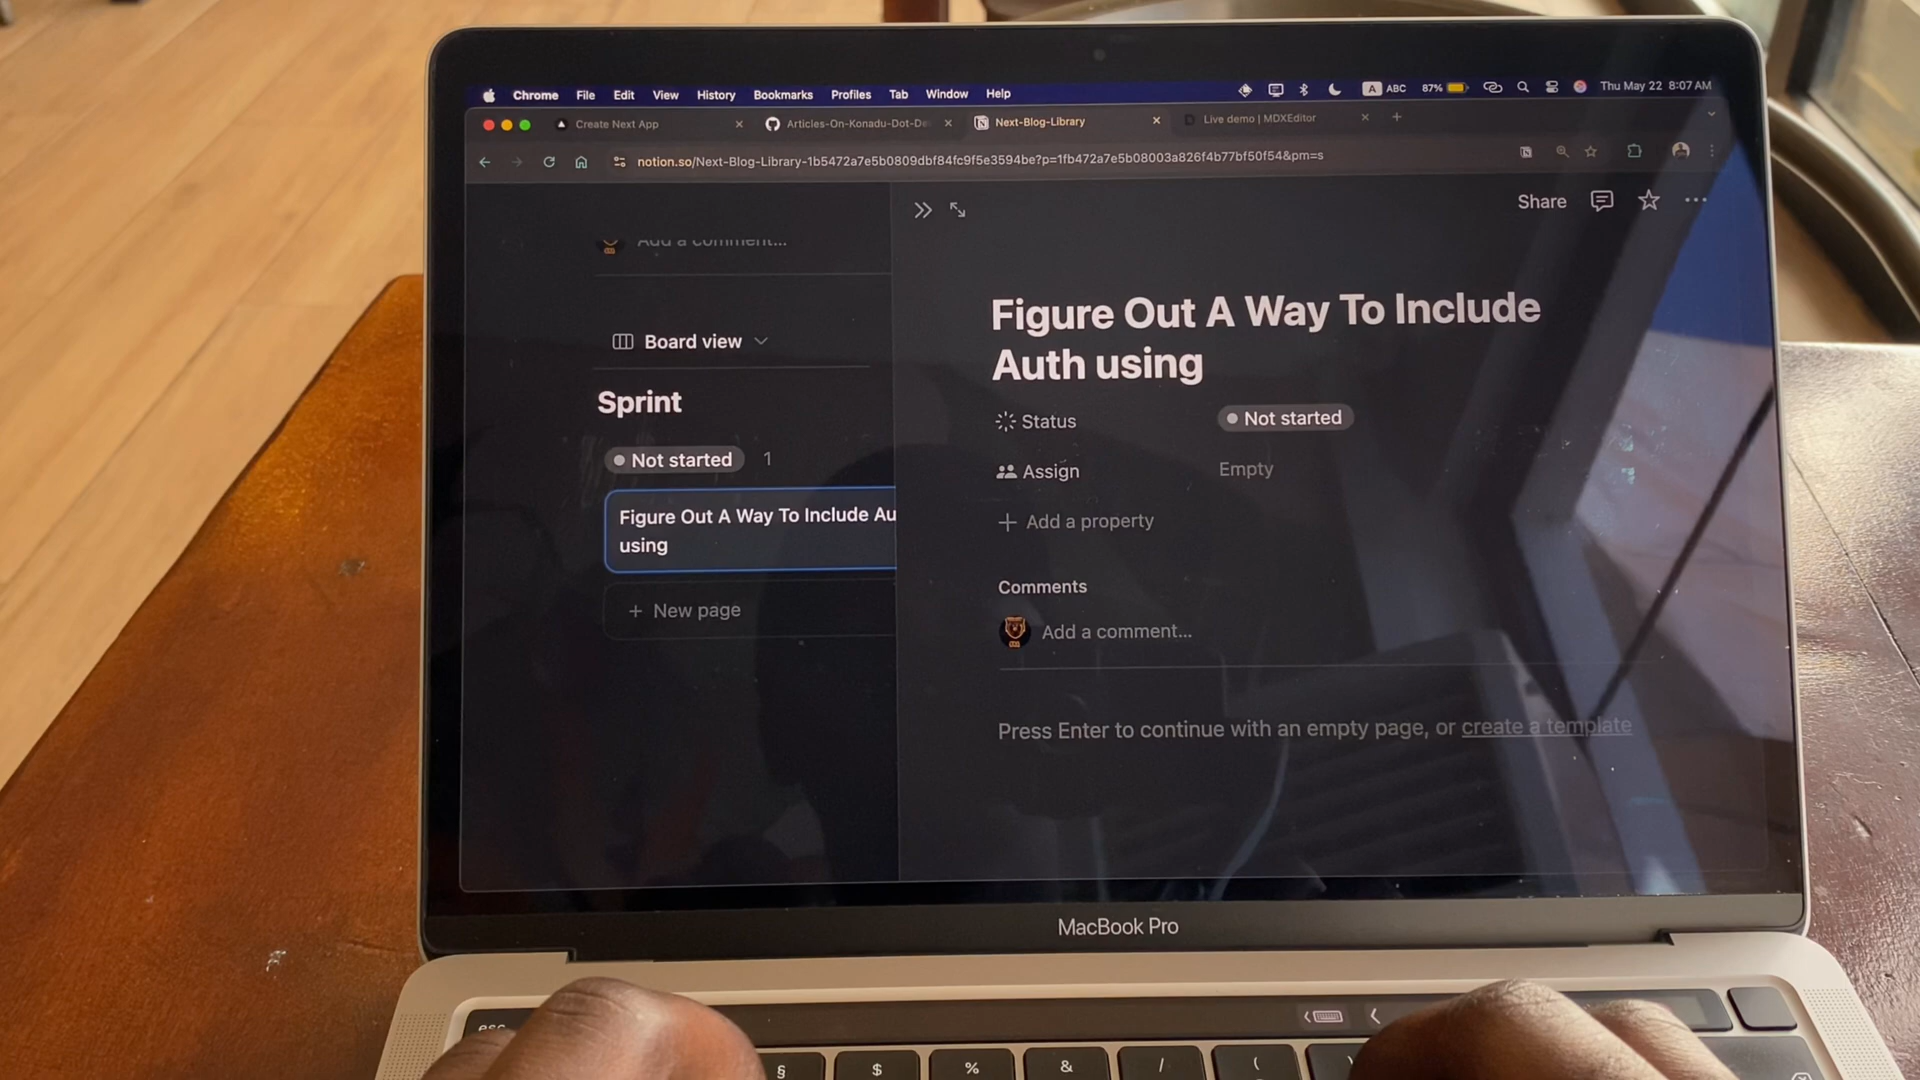 Chrome File Edit View History Bookmarks Profiles Tab Window Help
A ABC 87% Thu May 22 8:07 AM
Create Next App
Articles-On-Konadu-Dot-De
Next-Blog-Library
Live demo | MDXEditor
notion.so/Next-Blog-Library-1b5472a7e5b0809dbf84fc9f5e3594be?p=1fb472a7e5b08003a826f4b77bf50f54&pm=s
Share
Add a comment...
Board view
Sprint
Not started 1
Figure Out A Way To Include Au
using
+ New page
Figure Out A Way To Include
Auth using
Status Not started
Assign Empty
+ Add a property
Comments
Add a comment...
Press Enter to continue with an empty page, or create a template
MacBook Pro
esc
§ $ % & / ( )